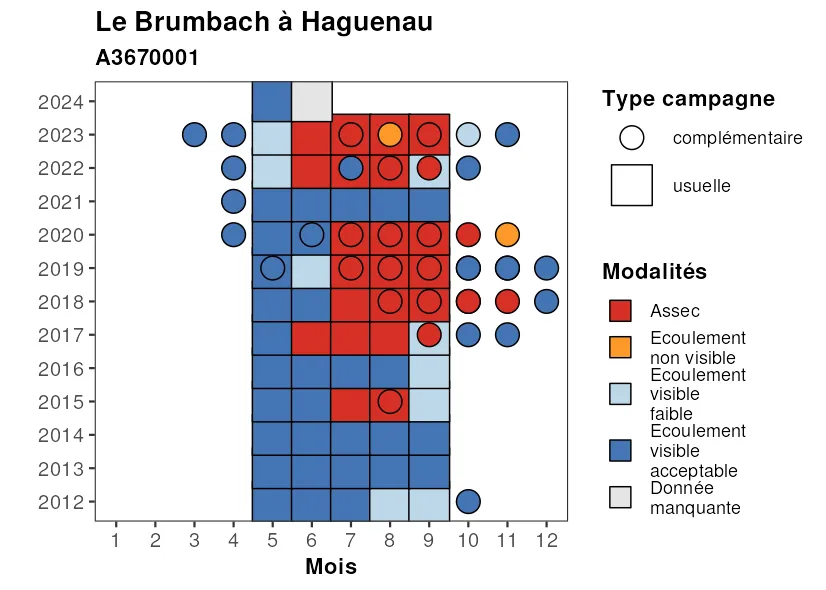 Le Brumbach à Haguenau
A3670001
2024
2023
2022
2021
2020
2019
2018
2017
2016
2015
2014
2013
2012
1 2 3 4 5 6 7 8 9 10 11 12
Mois
Type campagne
complémentaire
usuelle
Modalités
Assec
Ecoulement
non visible
Ecoulement
visible
faible
Ecoulement
visible
acceptable
Donnée
manquante